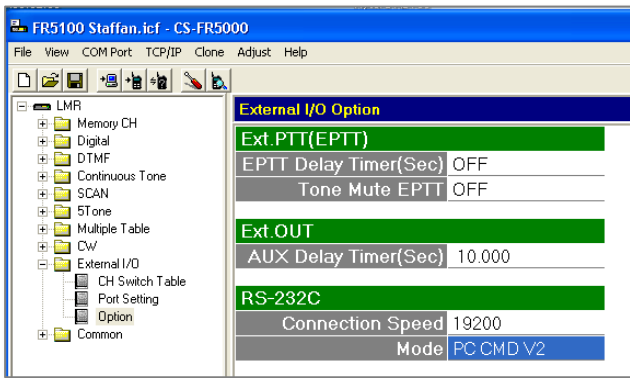 FR5100 Staffan.icf - CS-FR5000
File View COM Port TCP/IP Clone Adjust Help
LMR
Memory CH
Digital
DTMF
Continuous Tone
SCAN
5Tone
Multiple Table
CW
External I/O
CH Switch Table
Port Setting
Option
Common
External I/O Option
Ext.PTT(EPTT)
EPTT Delay Timer(Sec) OFF
Tone Mute EPTT OFF
Ext.OUT
AUX Delay Timer(Sec) 10.000
RS-232C
Connection Speed 19200
Mode PC CMD V2